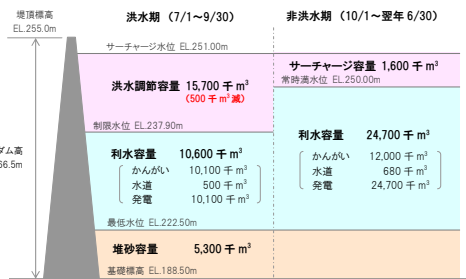 堤頂標高
EL.255.0m
洪水期 (7/1~9/30)
非洪水期 (10/1~翌年 6/30)
サーチャージ水位 EL.251.00m
サーチャージ容量 1,600 千 m³
常時満水位 EL.250.00m
洪水調節容量 15,700 千 m³
(500 千 m³ 減)
制限水位 EL.237.90m
ダム高
66.5m
利水容量 10,600 千 m³
かんがい 10,100 千 m³
水道 500 千 m³
発電 10,100 千 m³
利水容量 24,700 千 m³
かんがい 12,000 千 m³
水道 680 千 m³
発電 24,700 千 m³
最低水位 EL.222.50m
堆砂容量 5,300 千 m³
基礎標高 EL.188.50m